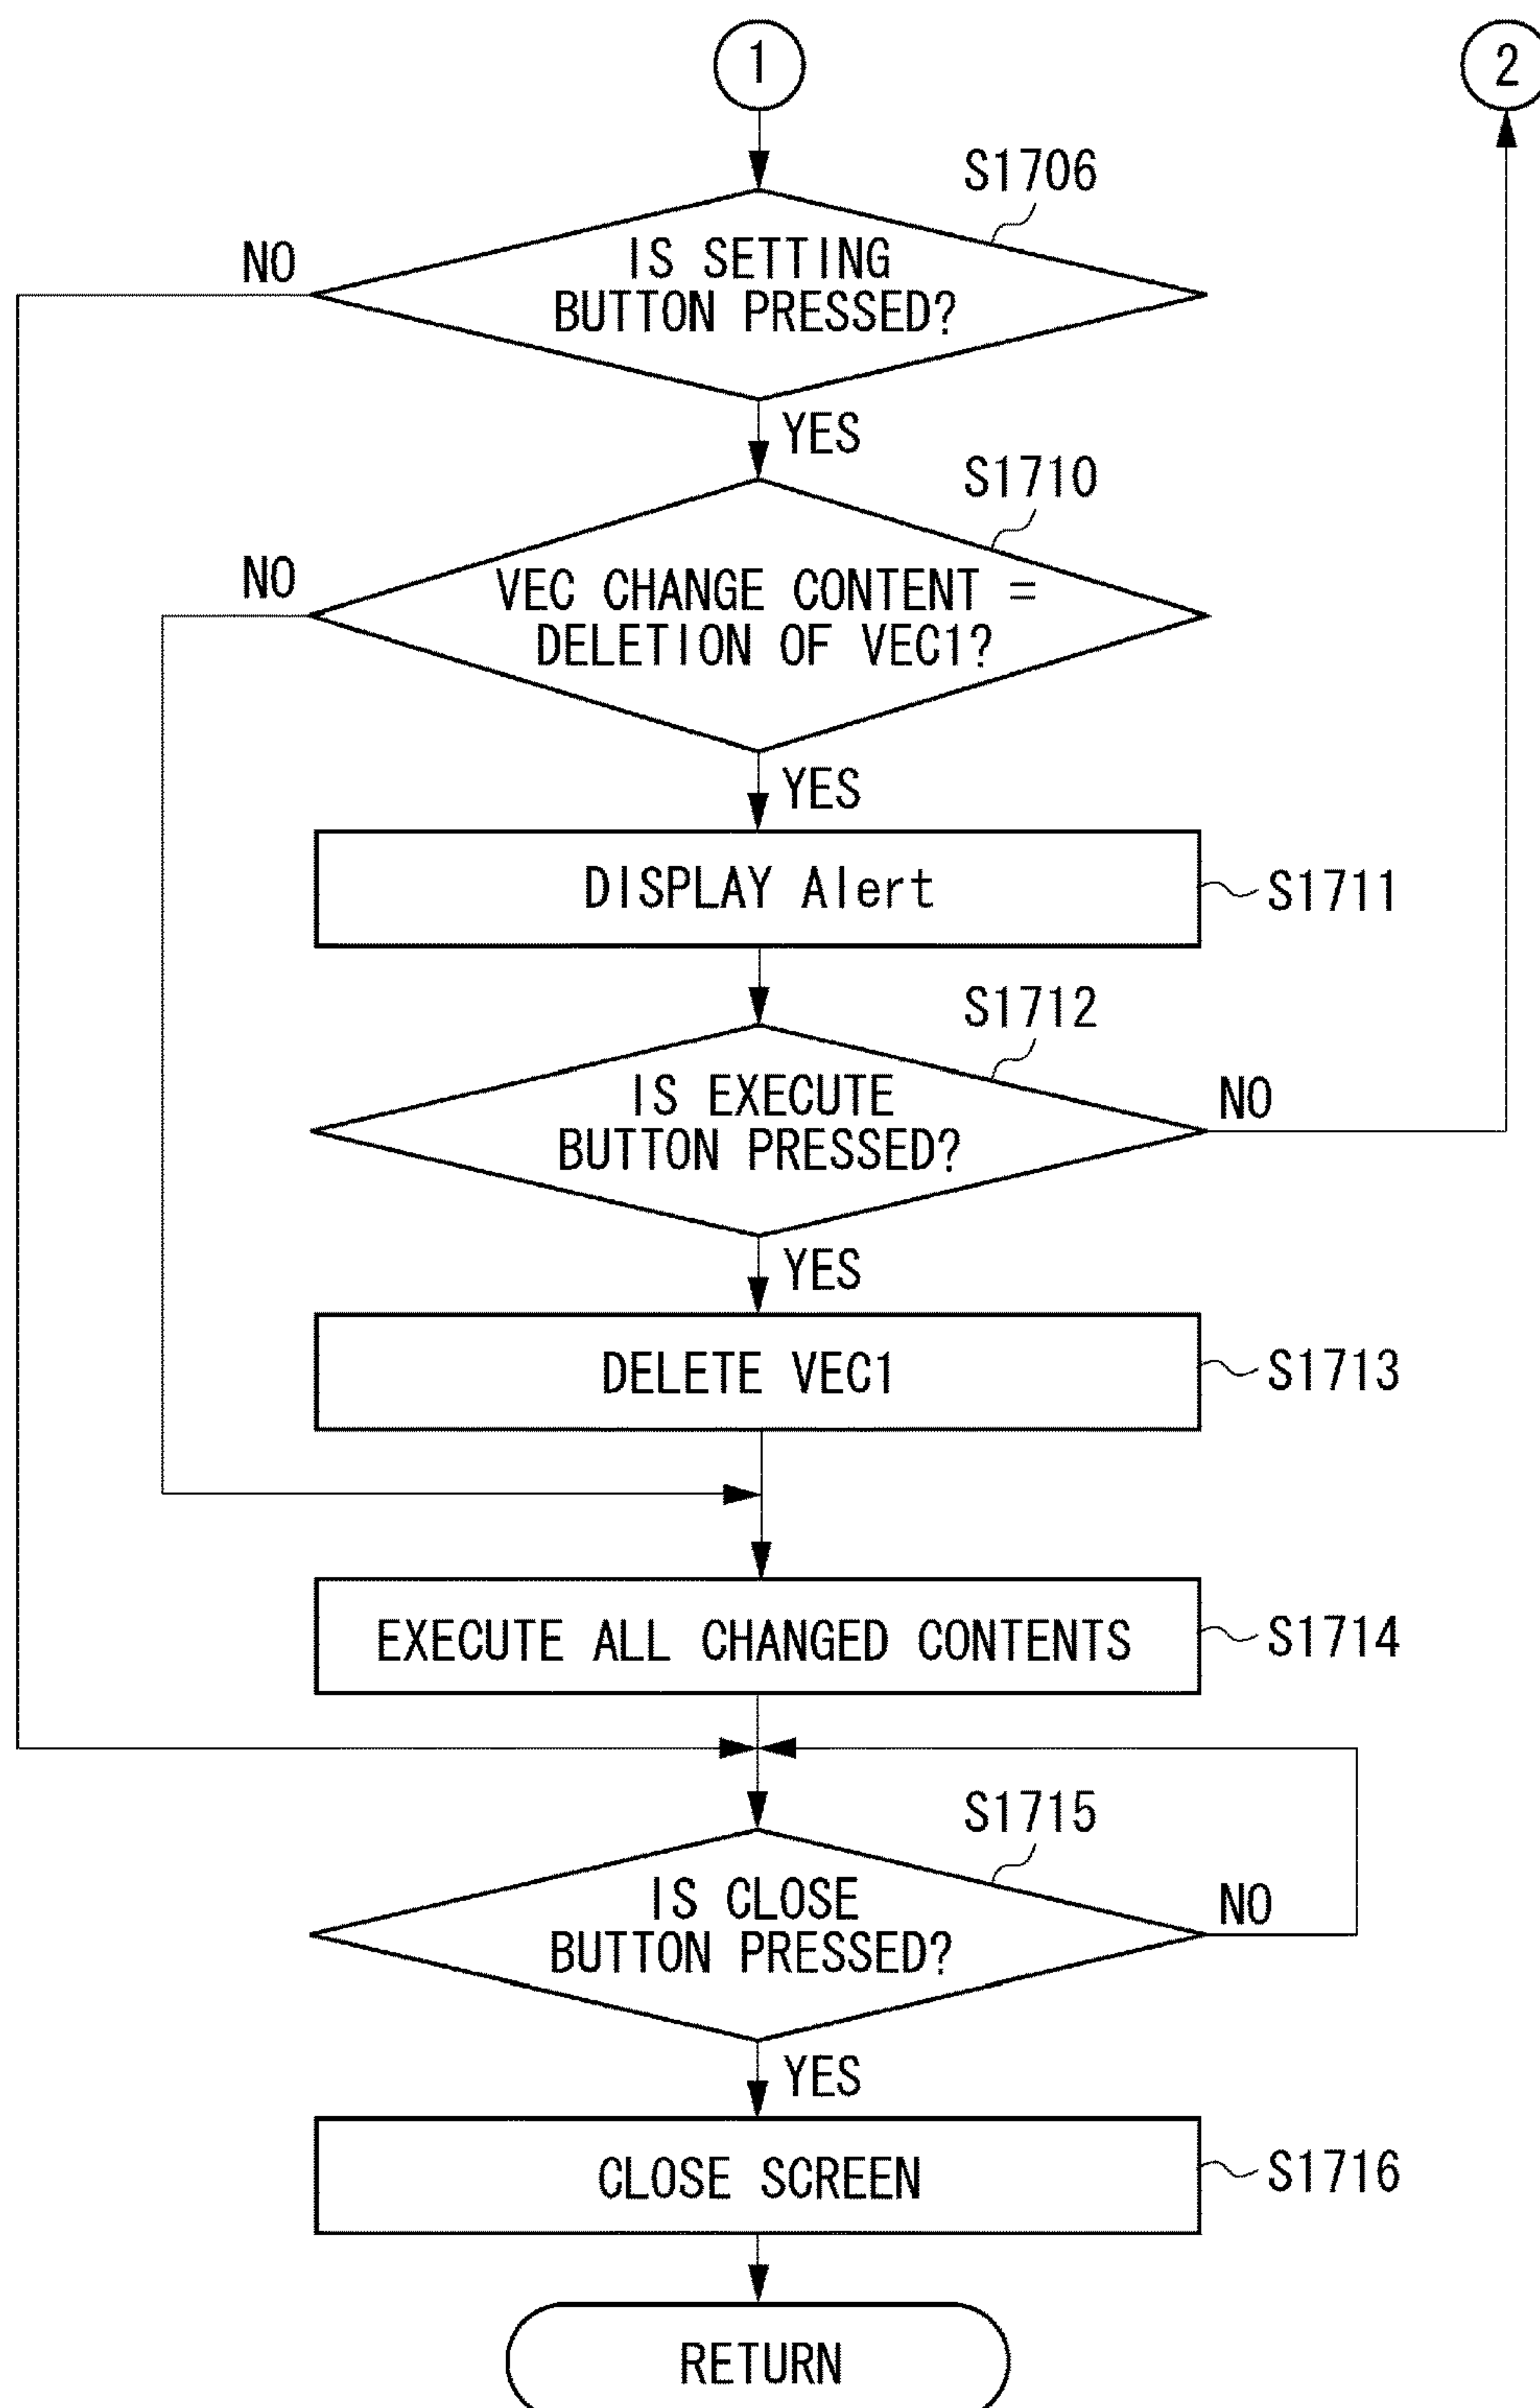 1
2
S1706
IS SETTING
BUTTON PRESSED?
NO
YES
S1710
VEC CHANGE CONTENT =
DELETION OF VEC1?
NO
YES
DISPLAY Alert
S1711
S1712
IS EXECUTE
BUTTON PRESSED?
NO
YES
DELETE VEC1
S1713
EXECUTE ALL CHANGED CONTENTS
S1714
S1715
IS CLOSE
BUTTON PRESSED?
NO
YES
CLOSE SCREEN
S1716
RETURN